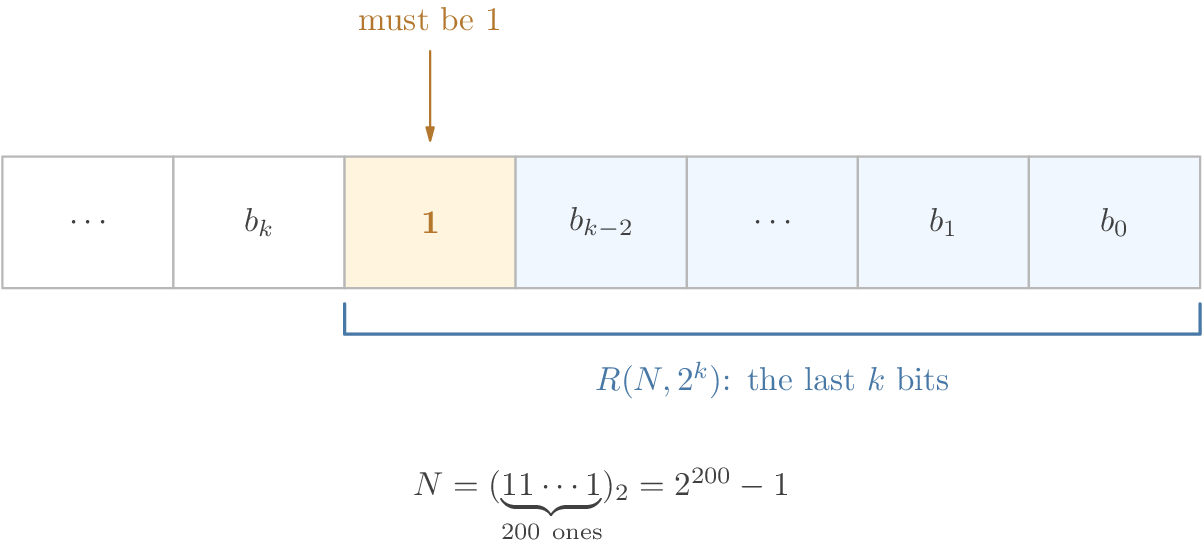 must be 1
⋯ b_k 1 b_{k−2} ⋯ b_1 b_0
R(N, 2^k): the last k bits
N = (11⋯1)_2 = 2^{200} − 1
200 ones